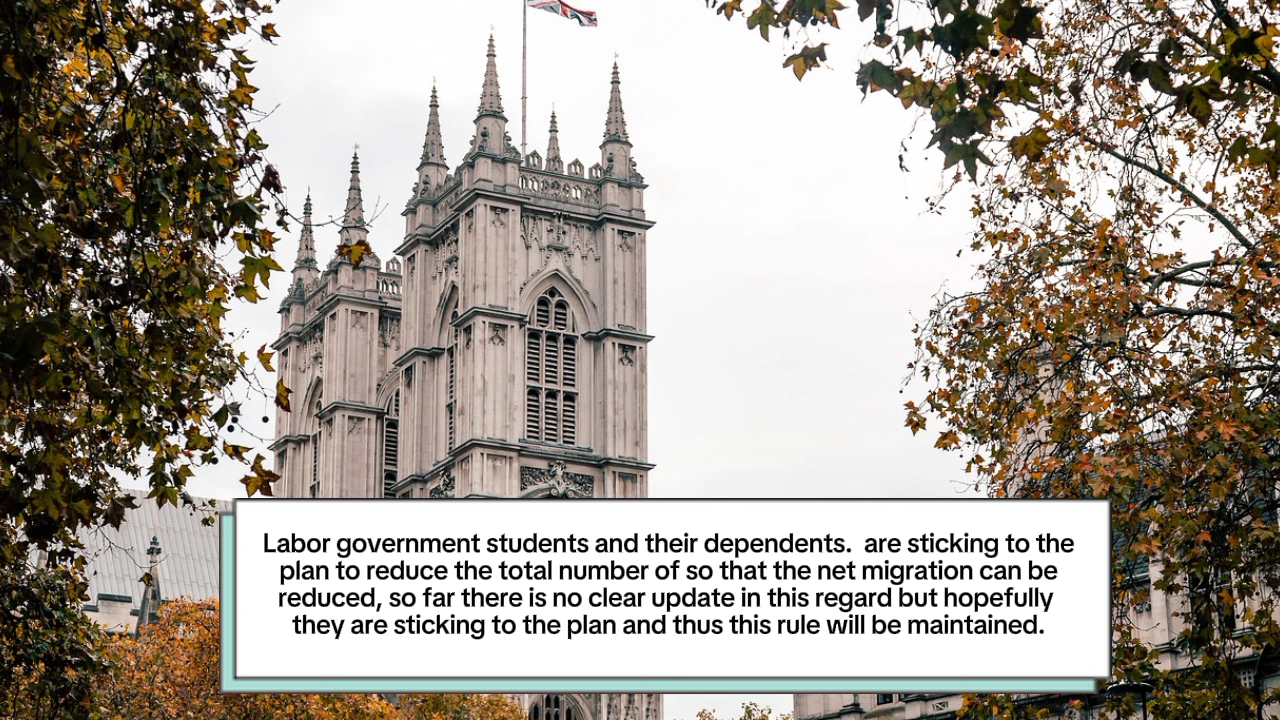 Labor government students and their dependents.  are sticking to the
plan to reduce the total number of so that the net migration can be
reduced, so far there is no clear update in this regard but hopefully
they are sticking to the plan and thus this rule will be maintained.